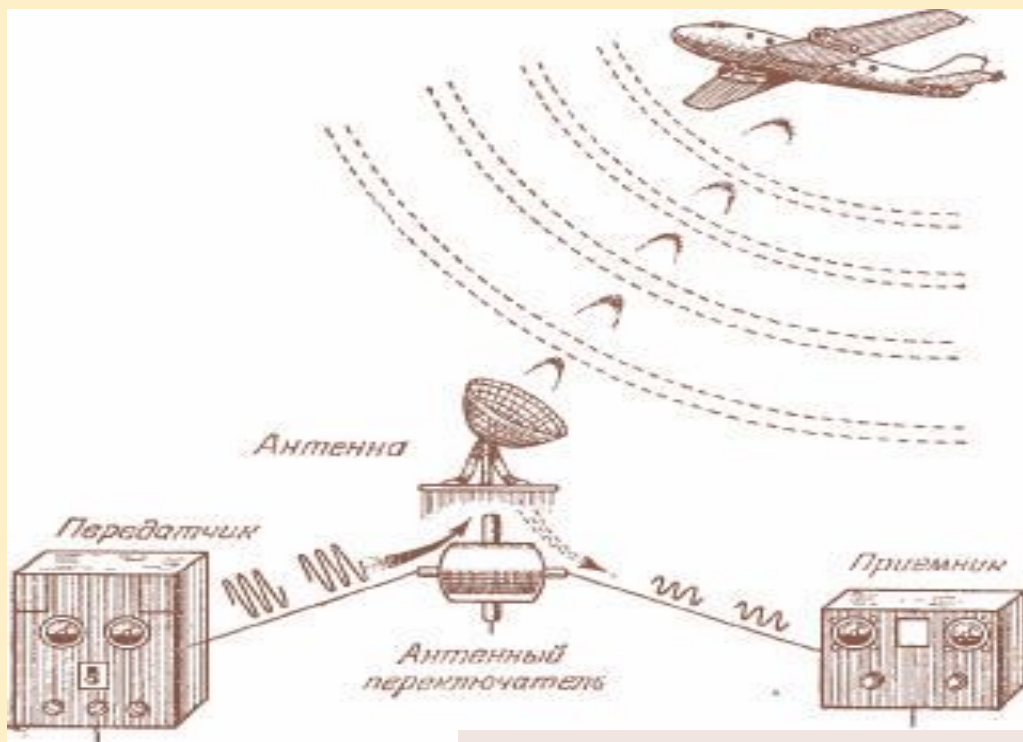 Антенна
Передатчик
Приемник
Антенный
переключатель